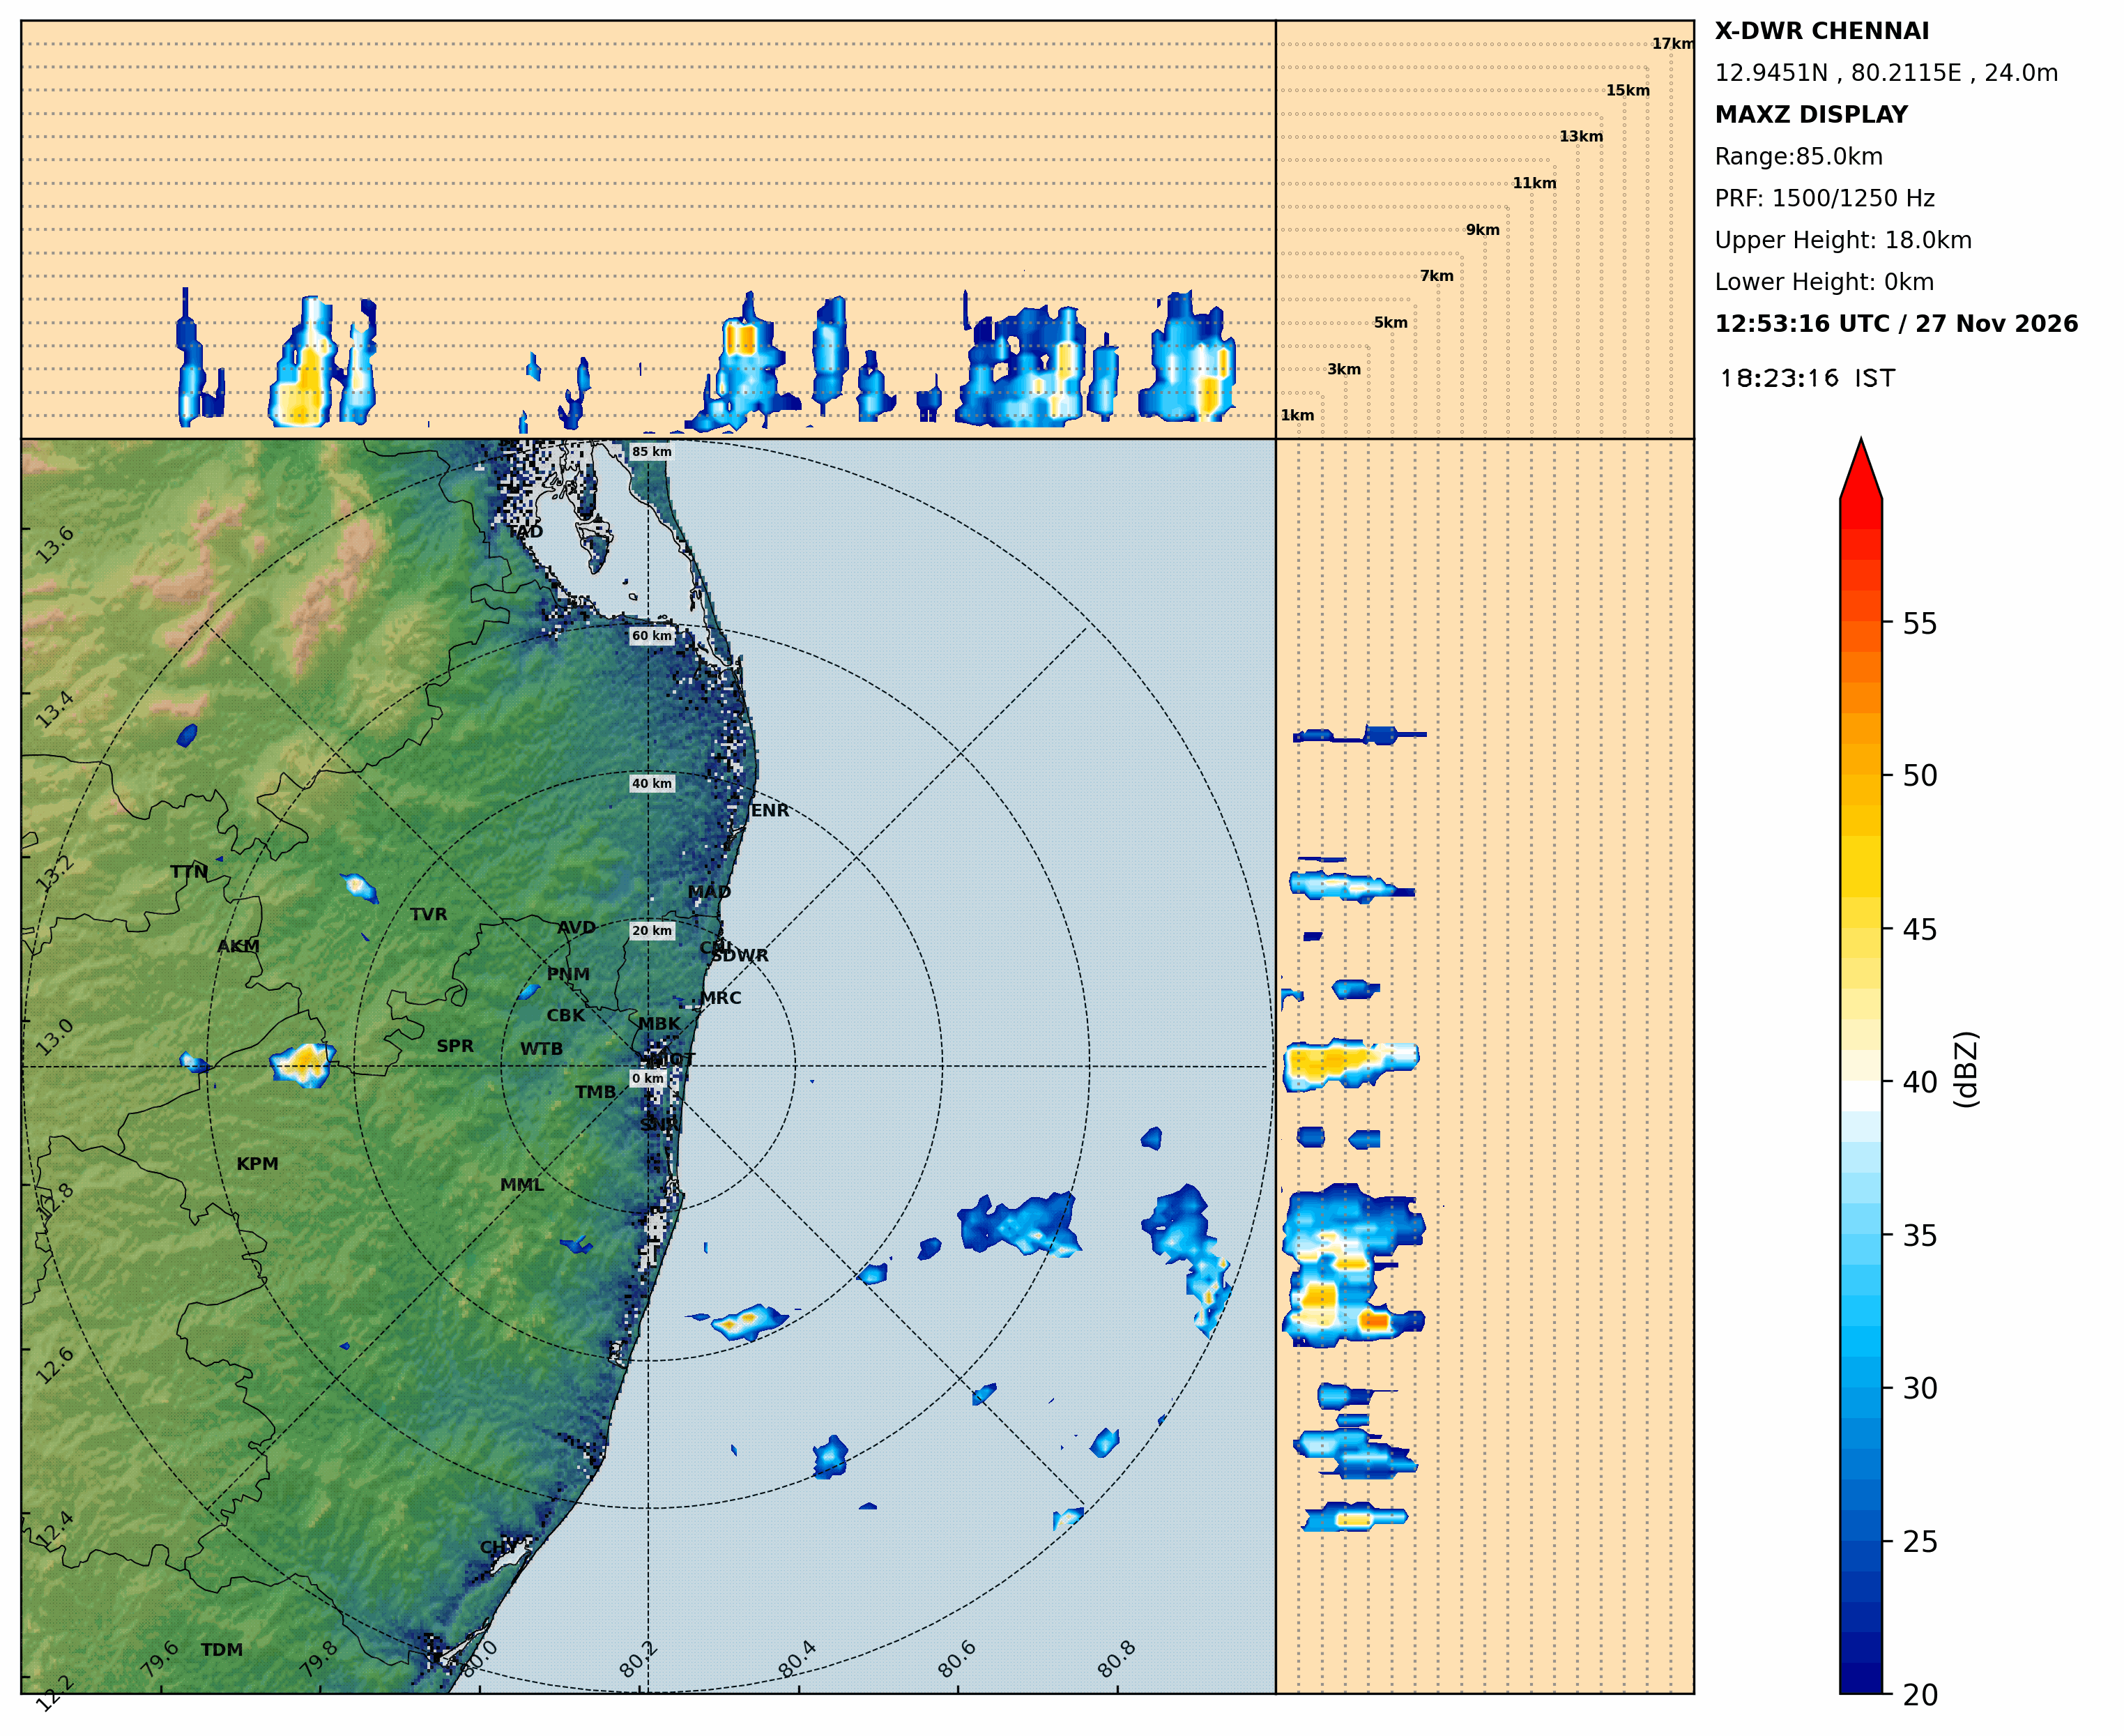 X-DWR CHENNAI
12.9451N , 80.2115E , 24.0m
MAXZ DISPLAY
Range:85.0km
PRF: 1500/1250 Hz
Upper Height: 18.0km
Lower Height: 0km
12:53:16 UTC / 27 Nov 2026
18:23:16 IST
17km
15km
13km
11km
9km
7km
5km
3km
1km
85 km
TAD
13.6
60 km
13.4
40 km
ENR
13.2
TTN
MAD
TVR
AVD
20 km
AKM
SDWR
PNM
MRC
CBK
MBK
13.0
SPR
WTB
0 km
TMB
SNR
KPM
MML
12.8
12.6
12.4
CHY
TDM
12.2
79.6
79.8
80.0
80.2
80.4
80.6
80.8
55
50
45
40
35
30
25
20
(dBZ)